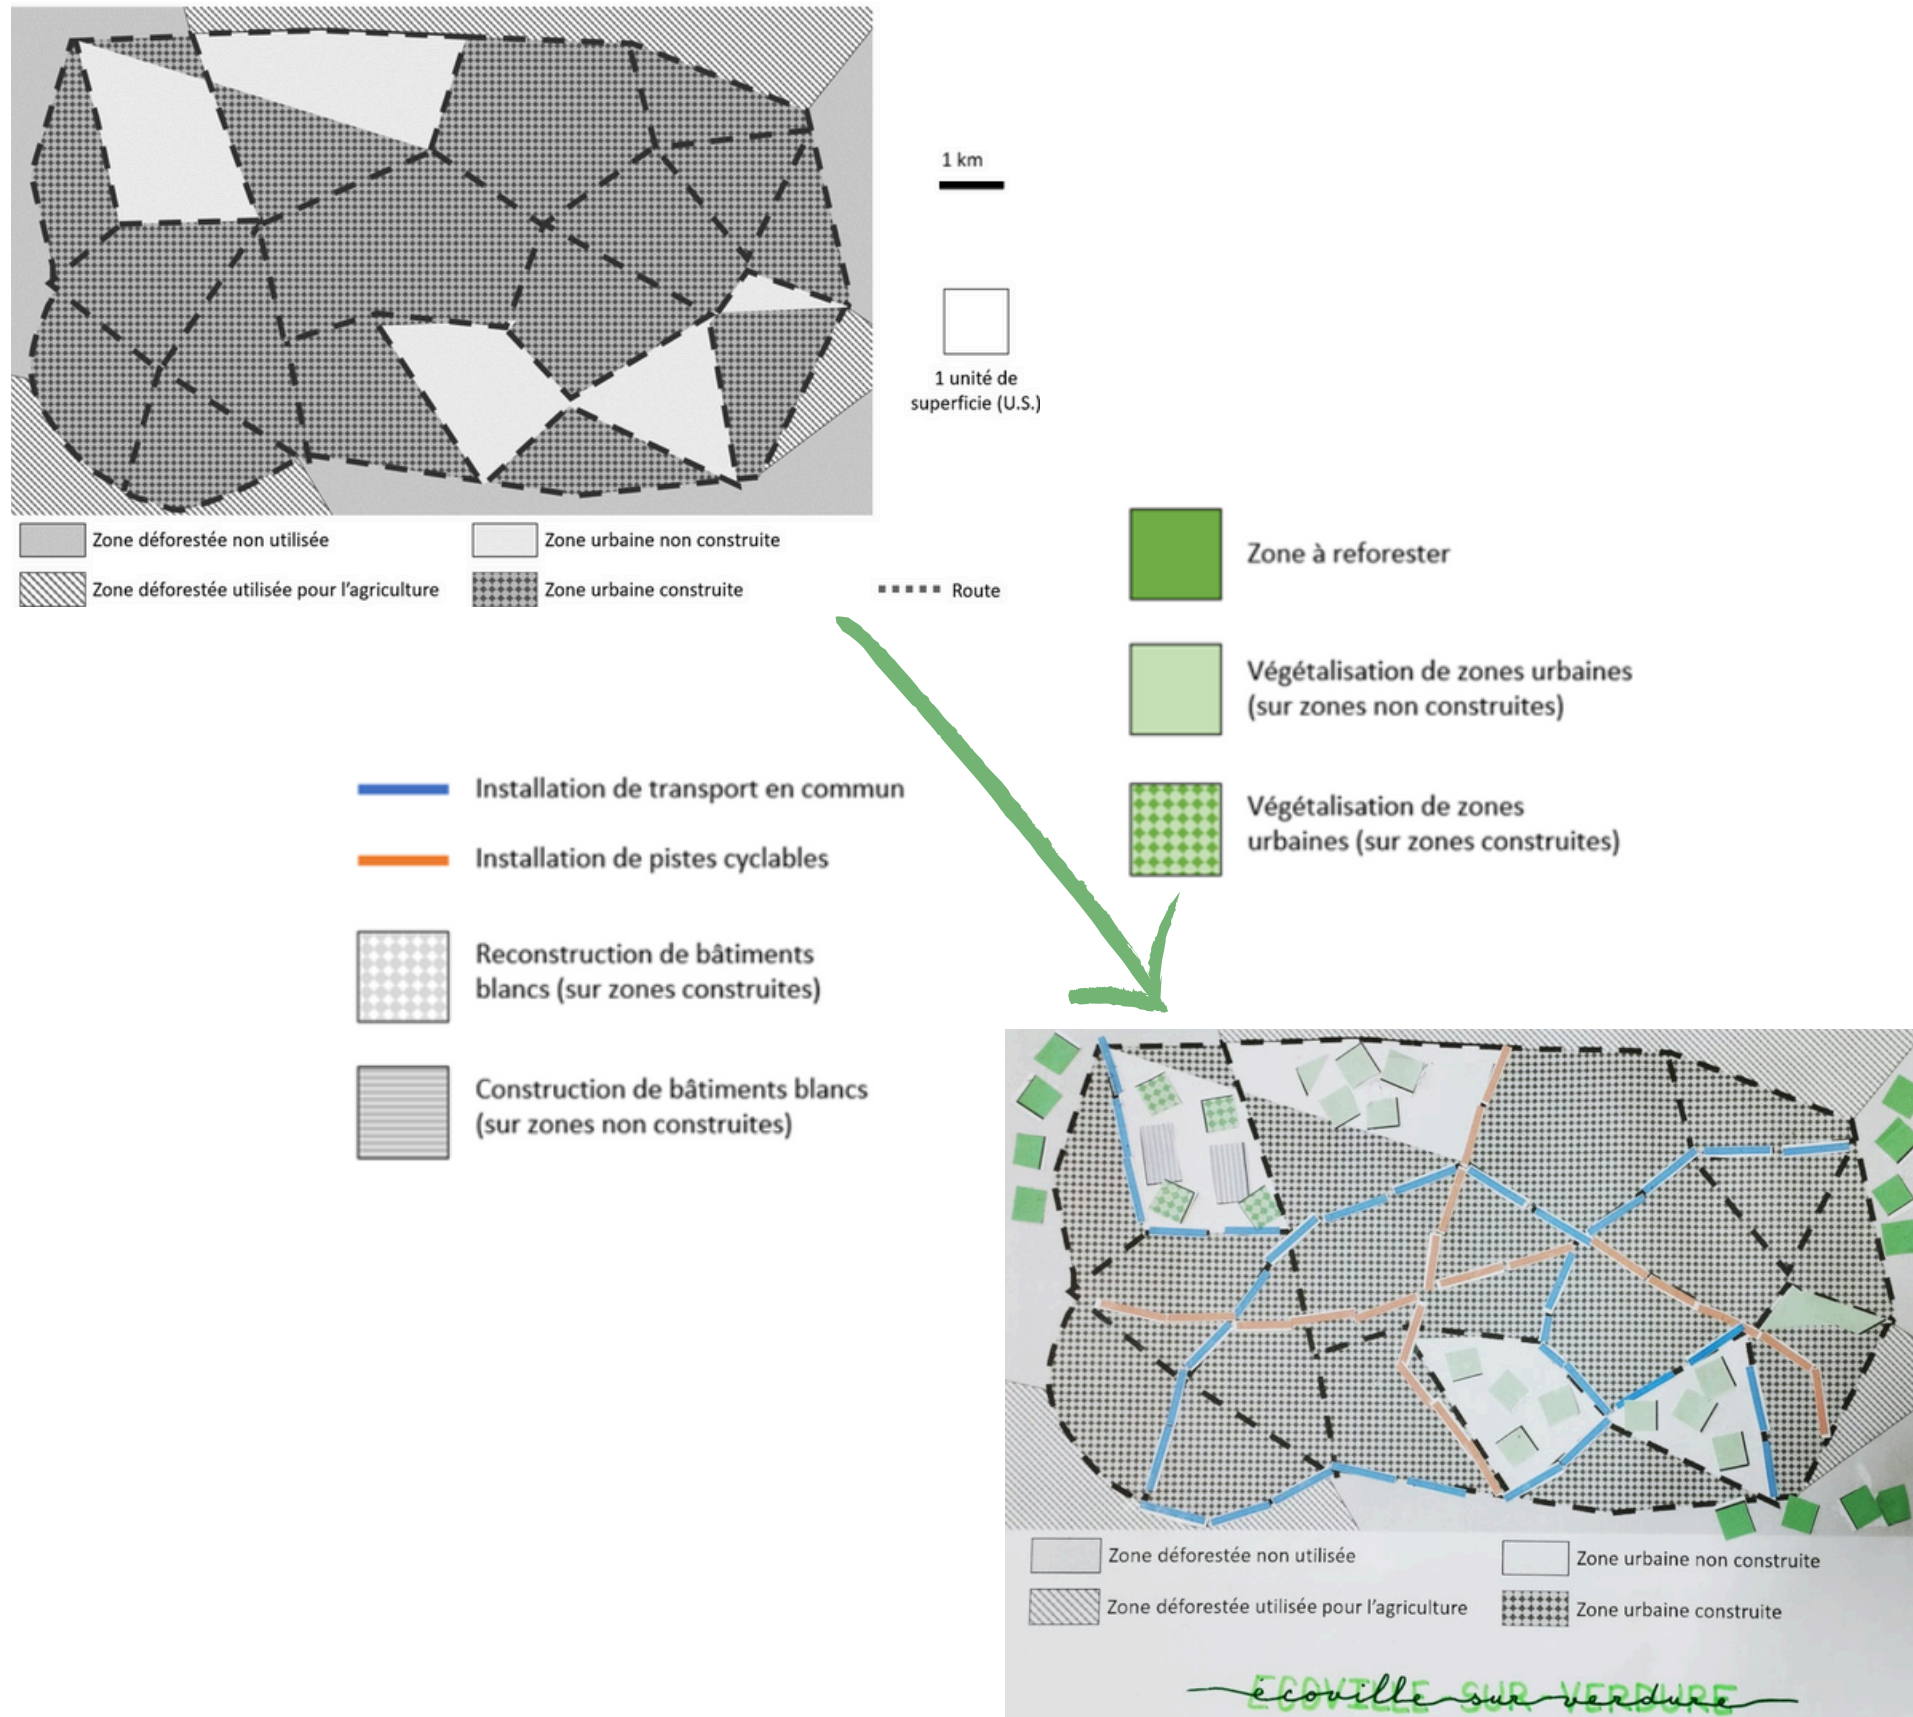 1 km
1 unité de
superficie (U.S.)
Zone déforestée non utilisée
Zone urbaine non construite
Zone déforestée utilisée pour l'agriculture
Zone urbaine construite
Route
Zone à reforester
Végétalisation de zones urbaines
(sur zones non construites)
Végétalisation de zones
urbaines (sur zones construites)
Installation de transport en commun
Installation de pistes cyclables
Reconstruction de bâtiments
blancs (sur zones construites)
Construction de bâtiments blancs
(sur zones non construites)
Zone déforestée non utilisée
Zone urbaine non construite
Zone déforestée utilisée pour l'agriculture
Zone urbaine construite
ECOVILLE SUR VERDURE
écoville sur verdure